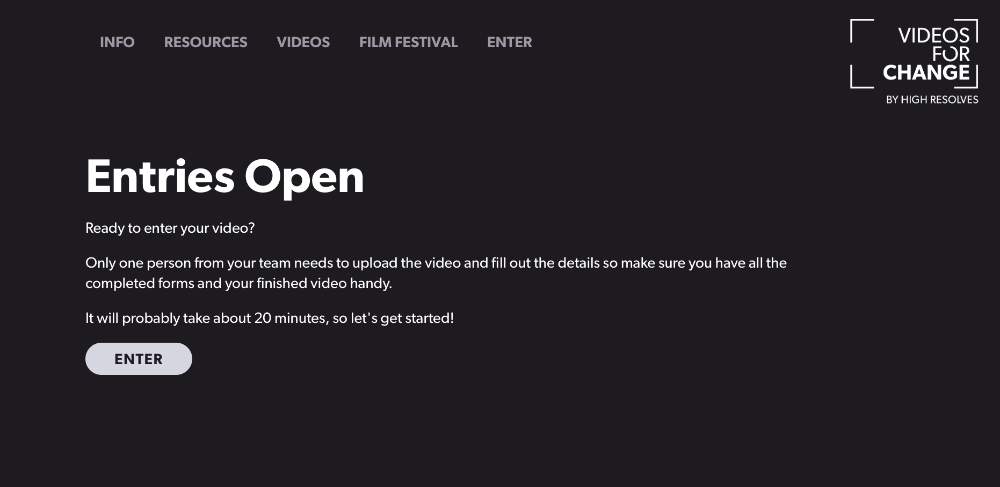 INFO RESOURCES VIDEOS FILM FESTIVAL ENTER
VIDEOS
FOR
CHANGE
BY HIGH RESOLVES
Entries Open
Ready to enter your video?
Only one person from your team needs to upload the video and fill out the details so make sure you have all the
completed forms and your finished video handy.
It will probably take about 20 minutes, so let's get started!
ENTER